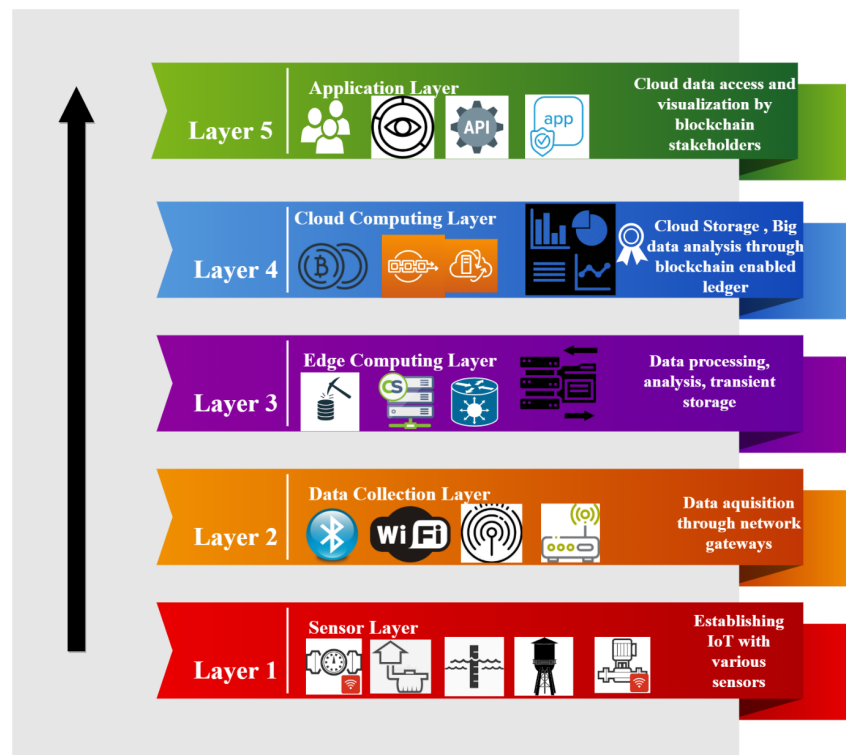 Layer 5
Application Layer
API
app
Cloud data access and
visualization by
blockchain
stakeholders
Layer 4
Cloud Computing Layer
Cloud Storage , Big
data analysis through
blockchain enabled
ledger
Layer 3
Edge Computing Layer
CS
Data processing,
analysis, transient
storage
Layer 2
Data Collection Layer
Wi Fi
Data aquisition
through network
gateways
Layer 1
Sensor Layer
Establishing
IoT with
various
sensors